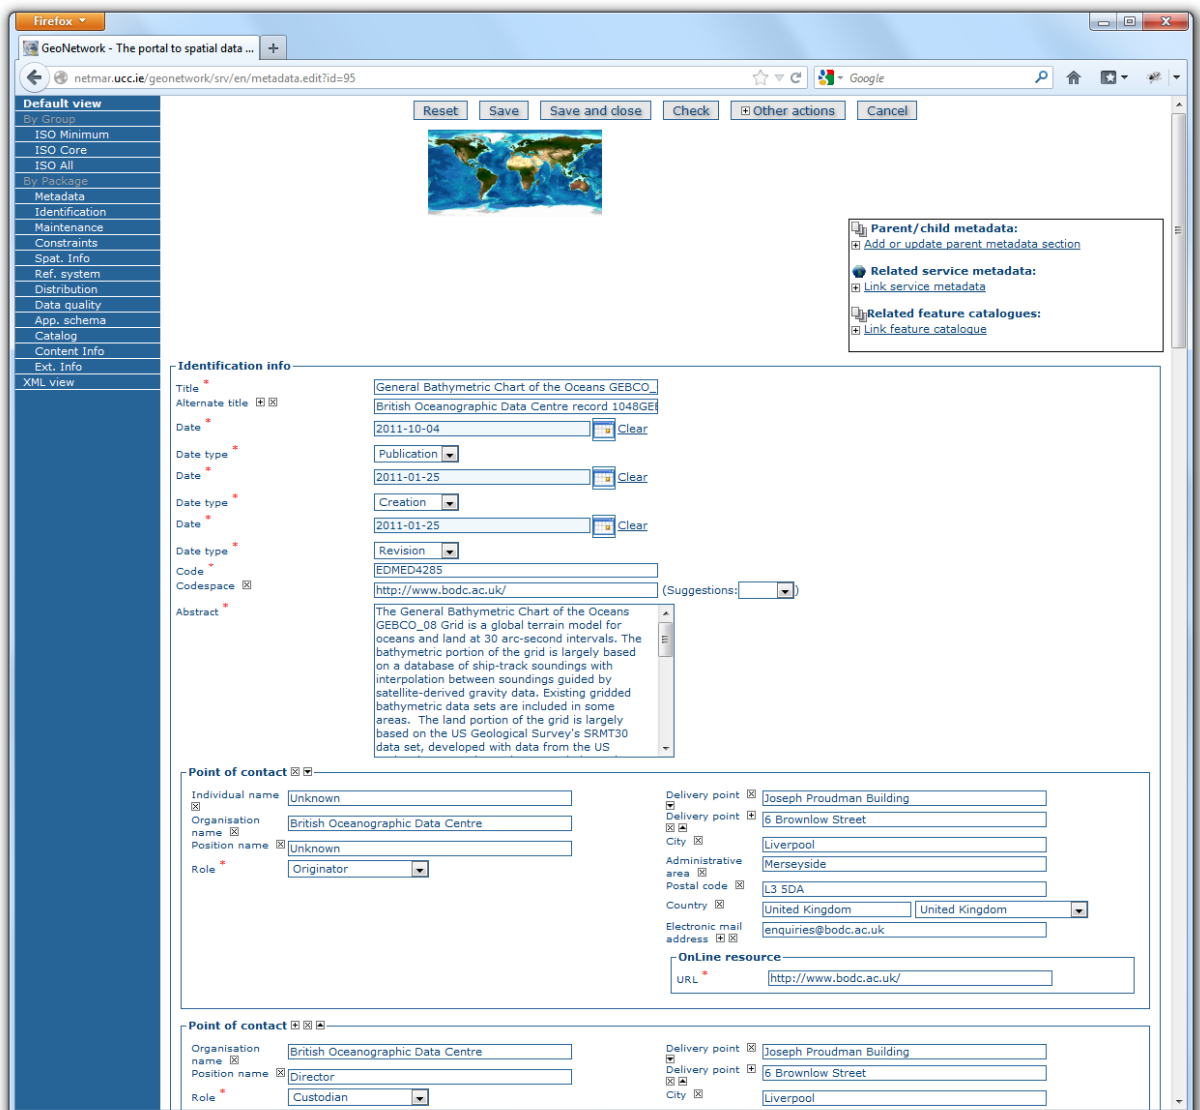 Firefox
GeoNetwork - The portal to spatial data ...
netmar.ucc.ie/geonetwork/srv/en/metadata.edit?id=95
Google
Default view
By Group
ISO Minimum
ISO Core
ISO All
By Package
Metadata
Identification
Maintenance
Constraints
Spat. Info
Ref. system
Distribution
Data quality
App. schema
Catalog
Content Info
Ext. Info
XML view
Reset Save Save and close Check Other actions Cancel
Parent/child metadata:
Add or update parent metadata section
Related service metadata:
Link service metadata
Related feature catalogues:
Link feature catalogue
Identification info
Title * General Bathymetric Chart of the Oceans GEBCO_
Alternate title British Oceanographic Data Centre record 1048GEB
Date * 2011-10-04 Clear
Date type * Publication
Date * 2011-01-25 Clear
Date type * Creation
Date * 2011-01-25 Clear
Date type * Revision
Code * EDMED4285
Codespace http://www.bodc.ac.uk/ (Suggestions: )
Abstract *
The General Bathymetric Chart of the Oceans
GEBCO_08 Grid is a global terrain model for
oceans and land at 30 arc-second intervals. The
bathymetric portion of the grid is largely based
on a database of ship-track soundings with
interpolation between soundings guided by
satellite-derived gravity data. Existing gridded
bathymetric data sets are included in some
areas. The land portion of the grid is largely
based on the US Geological Survey's SRMT30
data set, developed with data from the US
Point of contact
Individual name Unknown
Organisation name British Oceanographic Data Centre
Position name Unknown
Role * Originator
Delivery point Joseph Proudman Building
Delivery point 6 Brownlow Street
City Liverpool
Administrative area Merseyside
Postal code L3 5DA
Country United Kingdom United Kingdom
Electronic mail address enquiries@bodc.ac.uk
OnLine resource
URL * http://www.bodc.ac.uk/
Point of contact
Organisation name British Oceanographic Data Centre
Position name Director
Role * Custodian
Delivery point Joseph Proudman Building
Delivery point 6 Brownlow Street
City Liverpool